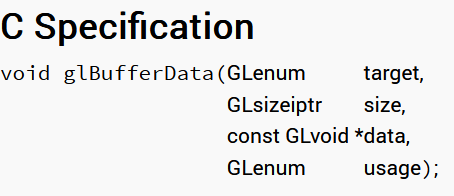 C Specification
void glBufferData(GLenum target,
GLsizeiptr size,
const GLvoid *data,
GLenum usage);